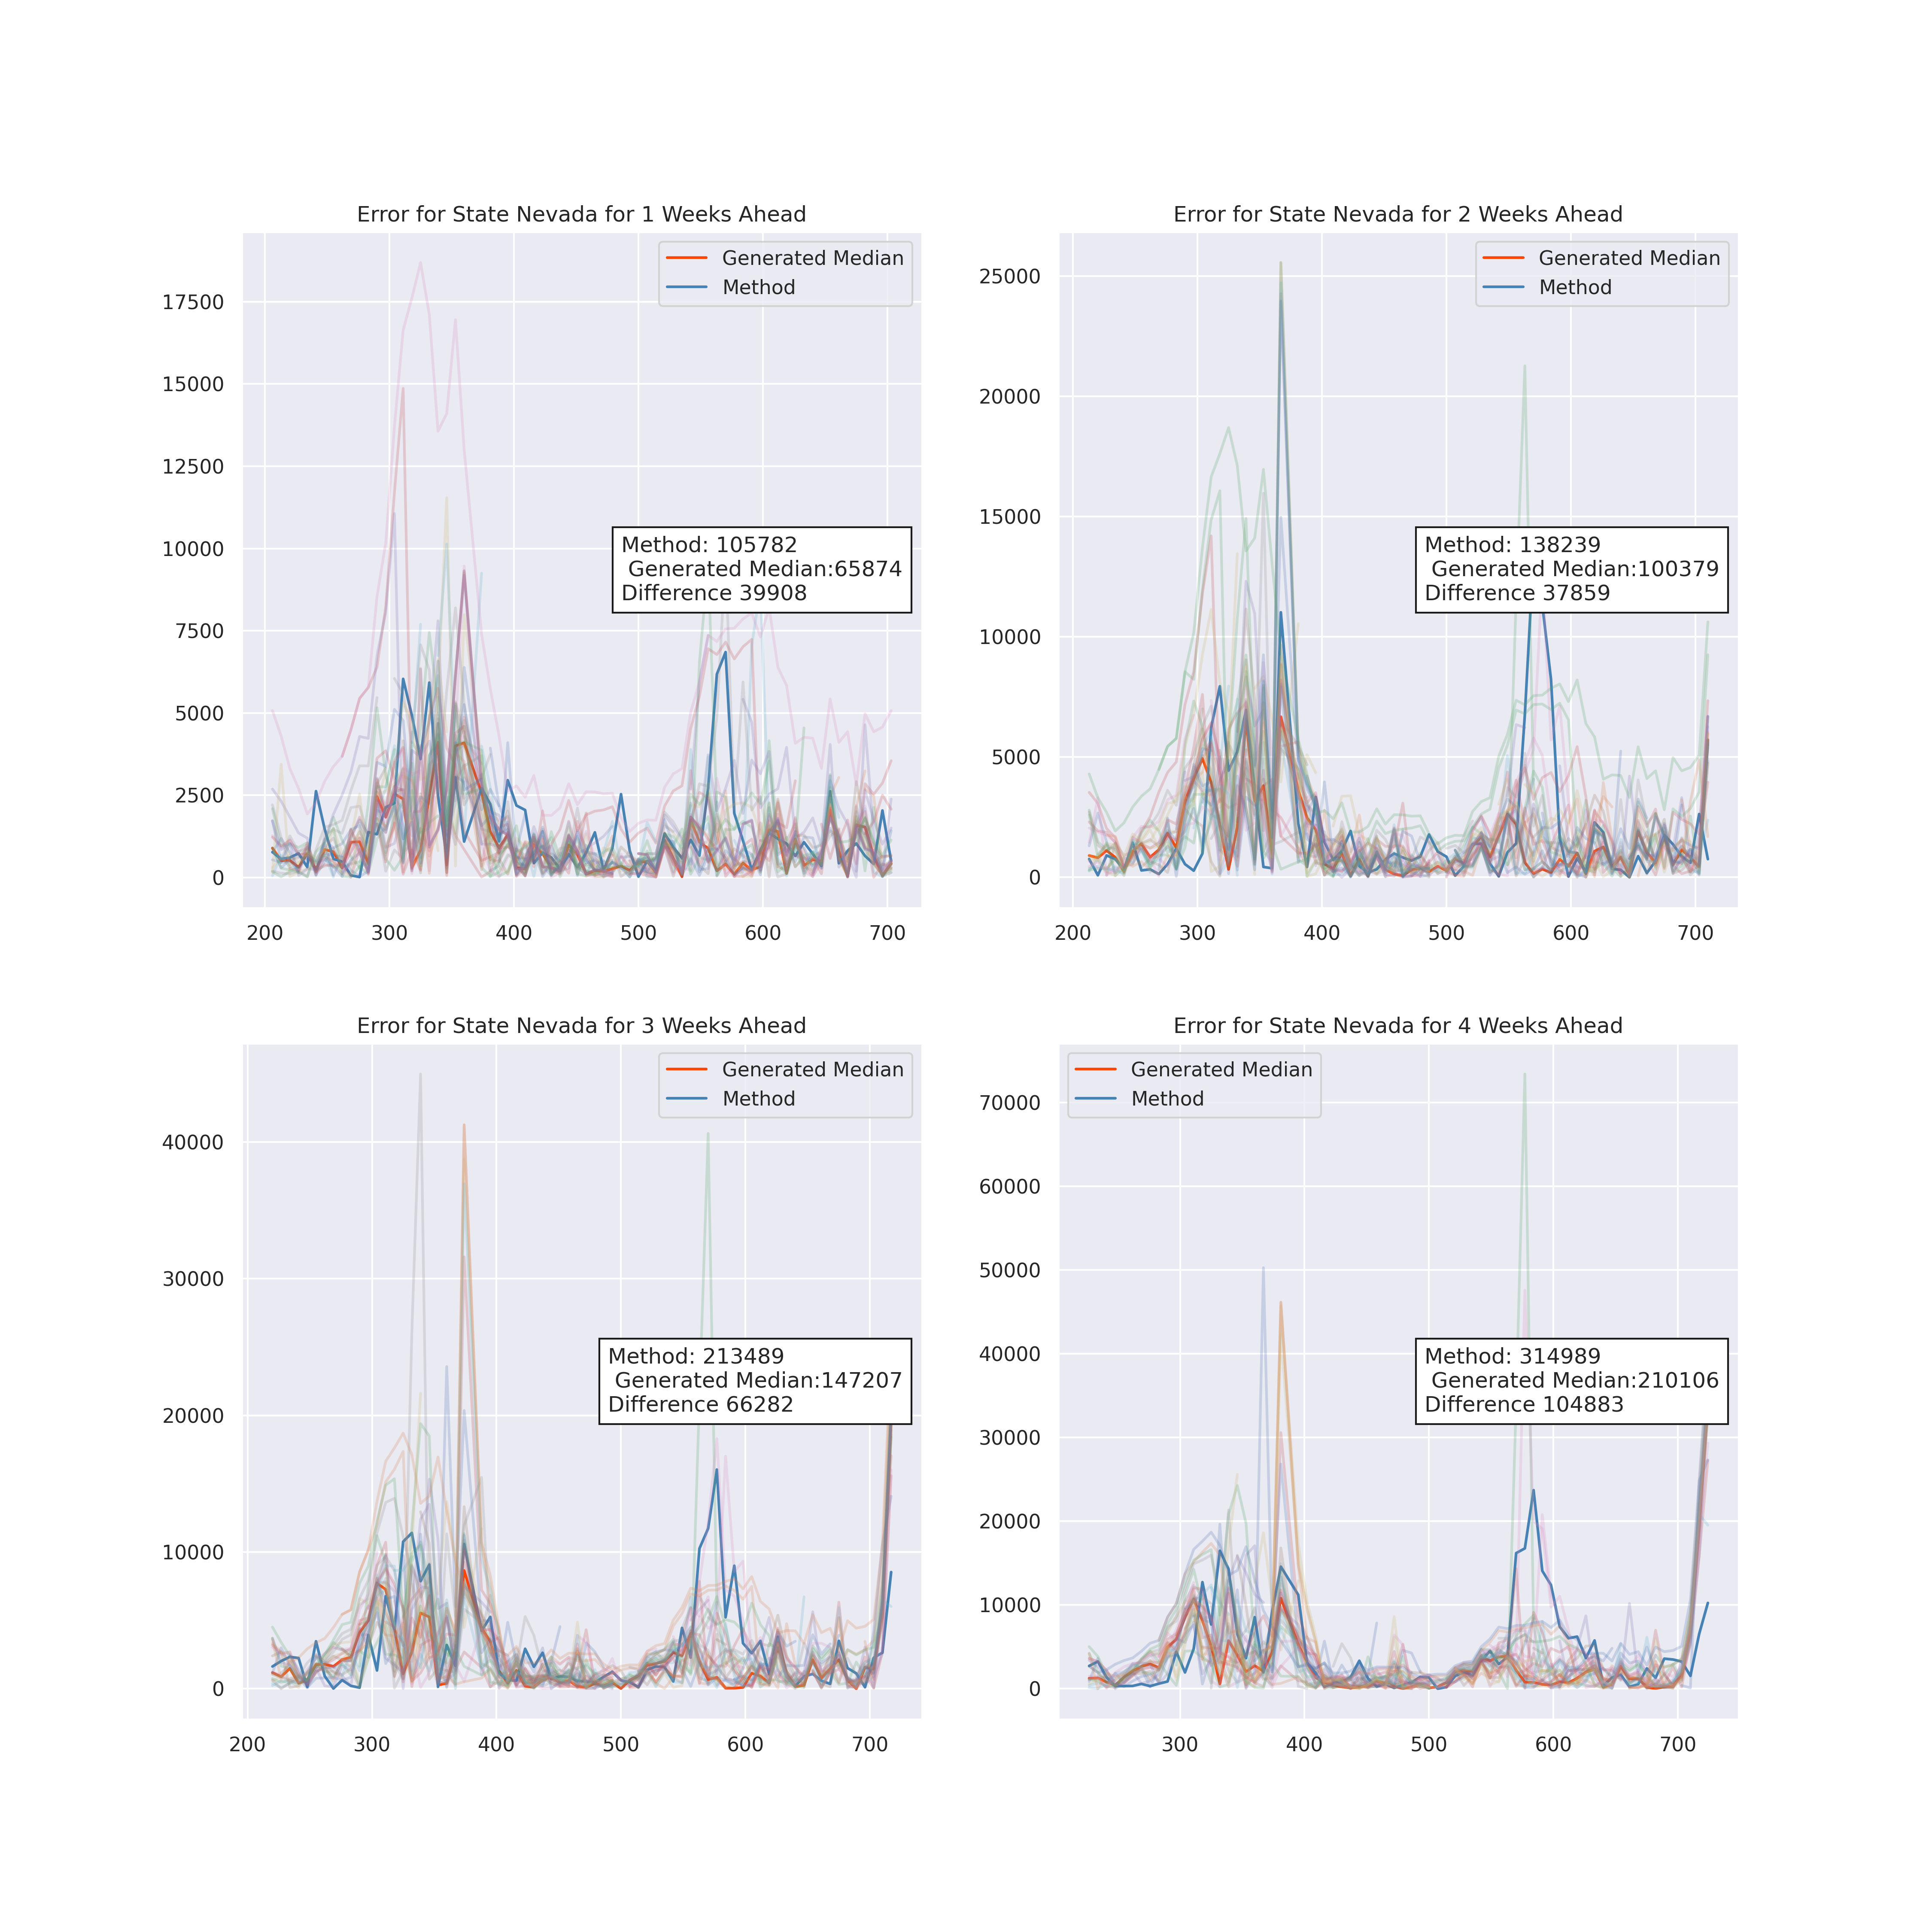 Error for State Nevada for 1 Weeks Ahead
Generated Median
Method
17500
15000
12500
10000
7500
5000
2500
0
Method: 105782
Generated Median:65874
Difference 39908
200 300 400 500 600 700
Error for State Nevada for 2 Weeks Ahead
Generated Median
Method
25000
20000
15000
10000
5000
0
Method: 138239
Generated Median:100379
Difference 37859
200 300 400 500 600 700
Error for State Nevada for 3 Weeks Ahead
Generated Median
Method
40000
30000
20000
10000
0
Method: 213489
Generated Median:147207
Difference 66282
200 300 400 500 600 700
Error for State Nevada for 4 Weeks Ahead
Generated Median
Method
70000
60000
50000
40000
30000
20000
10000
0
Method: 314989
Generated Median:210106
Difference 104883
300 400 500 600 700